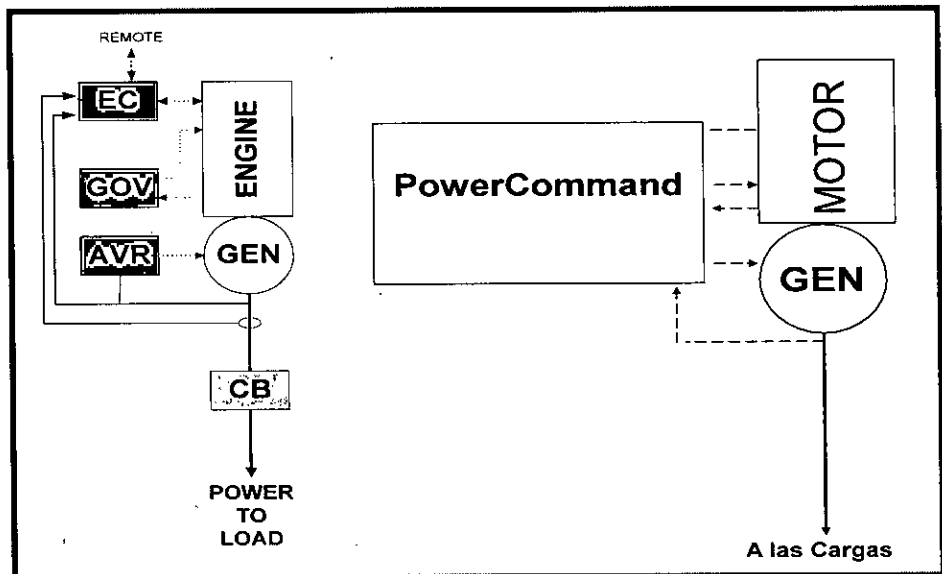 REMOTE
EC
ENGINE
GOV
AVR
GEN
CB
POWER
TO
LOAD
PowerCommand
MOTOR
GEN
A las Cargas